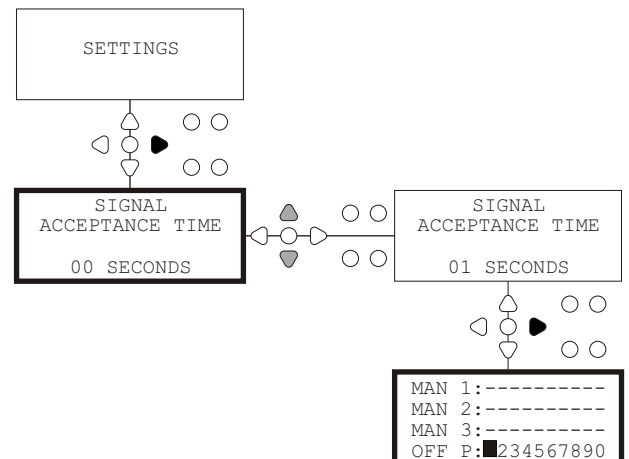 SETTINGS
SIGNAL
ACCEPTANCE TIME
00 SECONDS
SIGNAL
ACCEPTANCE TIME
01 SECONDS
MAN 1:----------
MAN 2:----------
MAN 3:----------
OFF P:█234567890